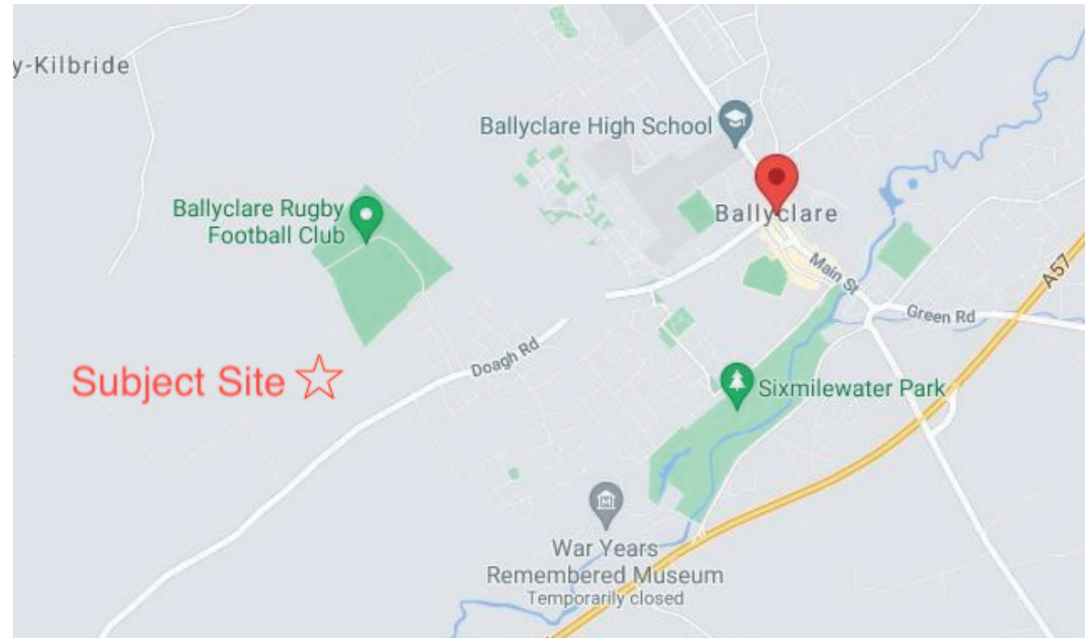 y-Kilbride
Ballyclare High School
Ballyclare Rugby
Football Club
Ballyclare
Main St
A57
Green Rd
Doagh Rd
Subject Site
Sixmilewater Park
War Years
Remembered Museum
Temporarily closed